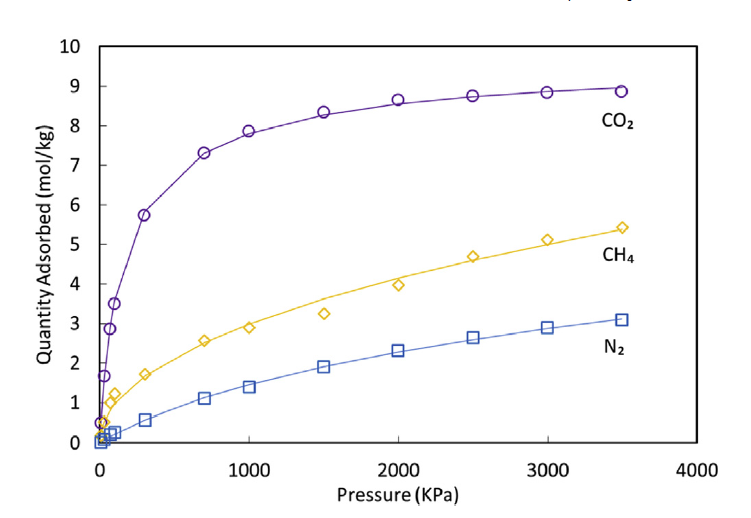 10
9
8
7
6
5
4
3
2
1
0
Quantity Adsorbed (mol/kg)
CO₂
CH₄
N₂
0 1000 2000 3000 4000
Pressure (KPa)